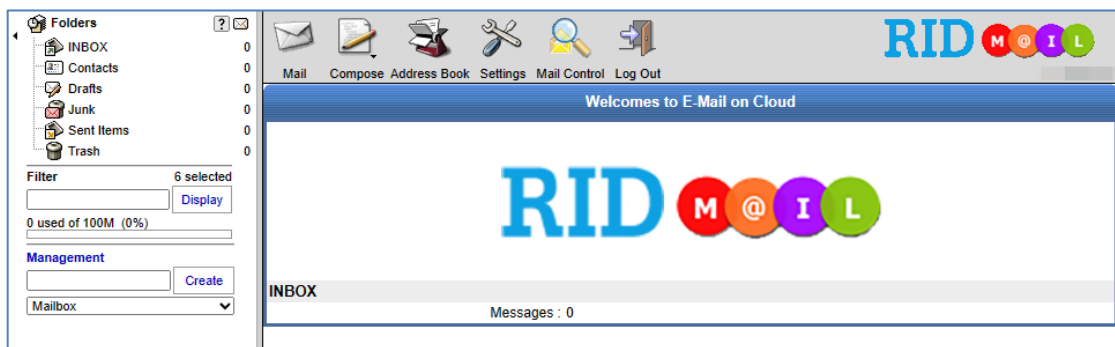 Folders ?
INBOX 0
Contacts 0
Drafts 0
Junk 0
Sent Items 0
Trash 0
Filter 6 selected
Display
0 used of 100M (0%)
Management
Create
Mailbox
Mail Compose Address Book Settings Mail Control Log Out
RID M@IL
Welcomes to E-Mail on Cloud
RID M@IL
INBOX
Messages : 0